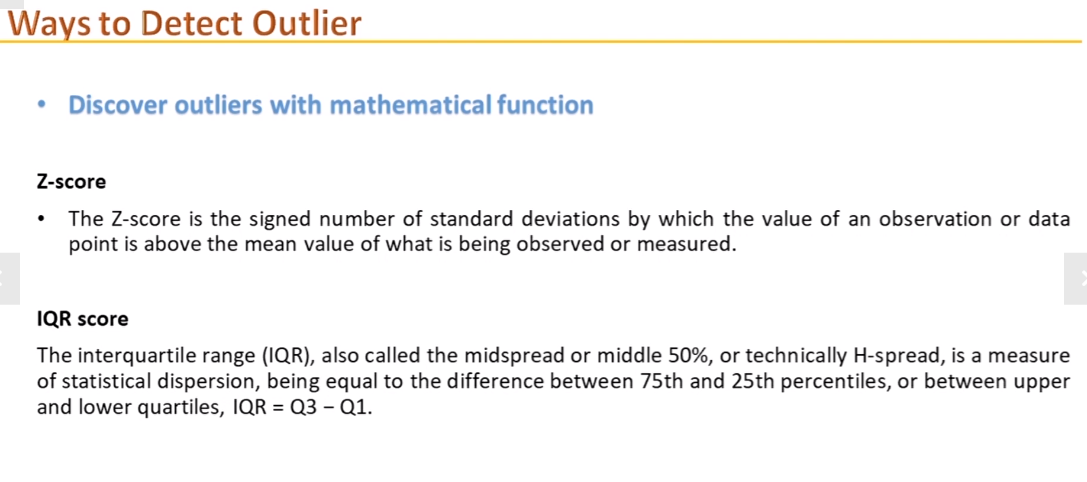 Ways to Detect Outlier
• Discover outliers with mathematical function
Z-score
• The Z-score is the signed number of standard deviations by which the value of an observation or data
point is above the mean value of what is being observed or measured.
IQR score
The interquartile range (IQR), also called the midspread or middle 50%, or technically H-spread, is a measure
of statistical dispersion, being equal to the difference between 75th and 25th percentiles, or between upper
and lower quartiles, IQR = Q3 − Q1.